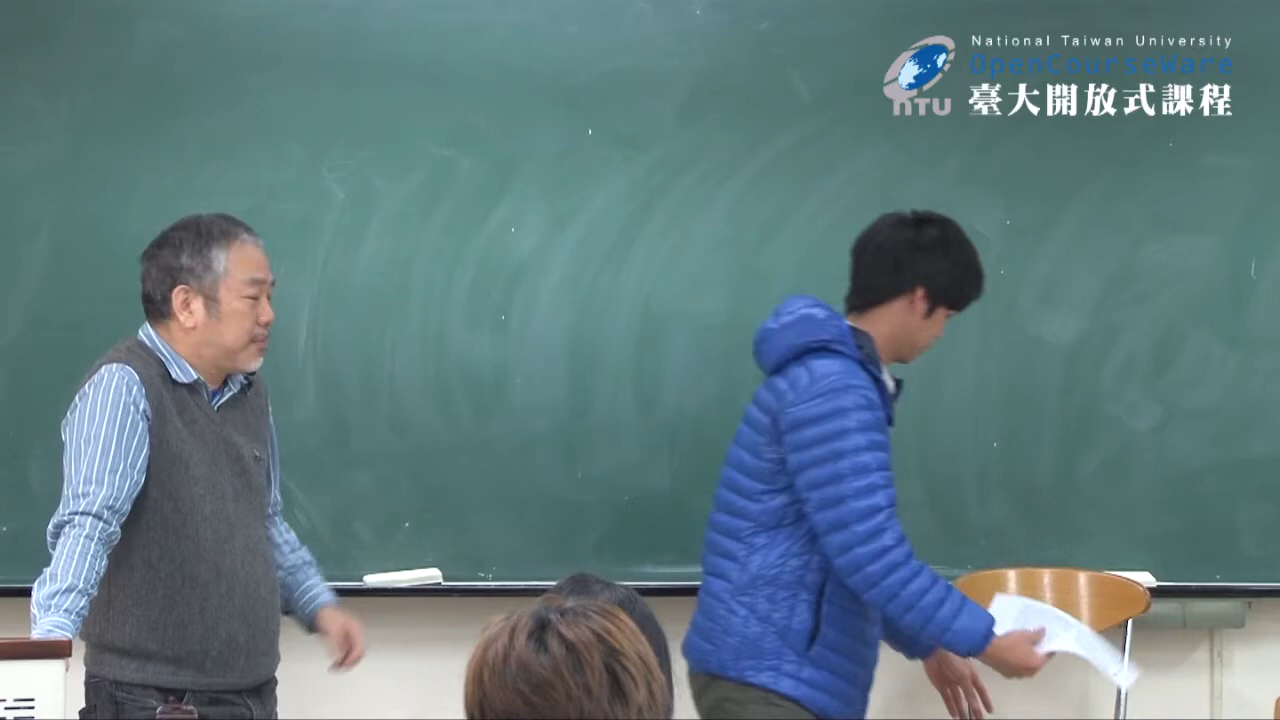 National Taiwan University
OpenCourseWare
臺大開放式課程
NTU